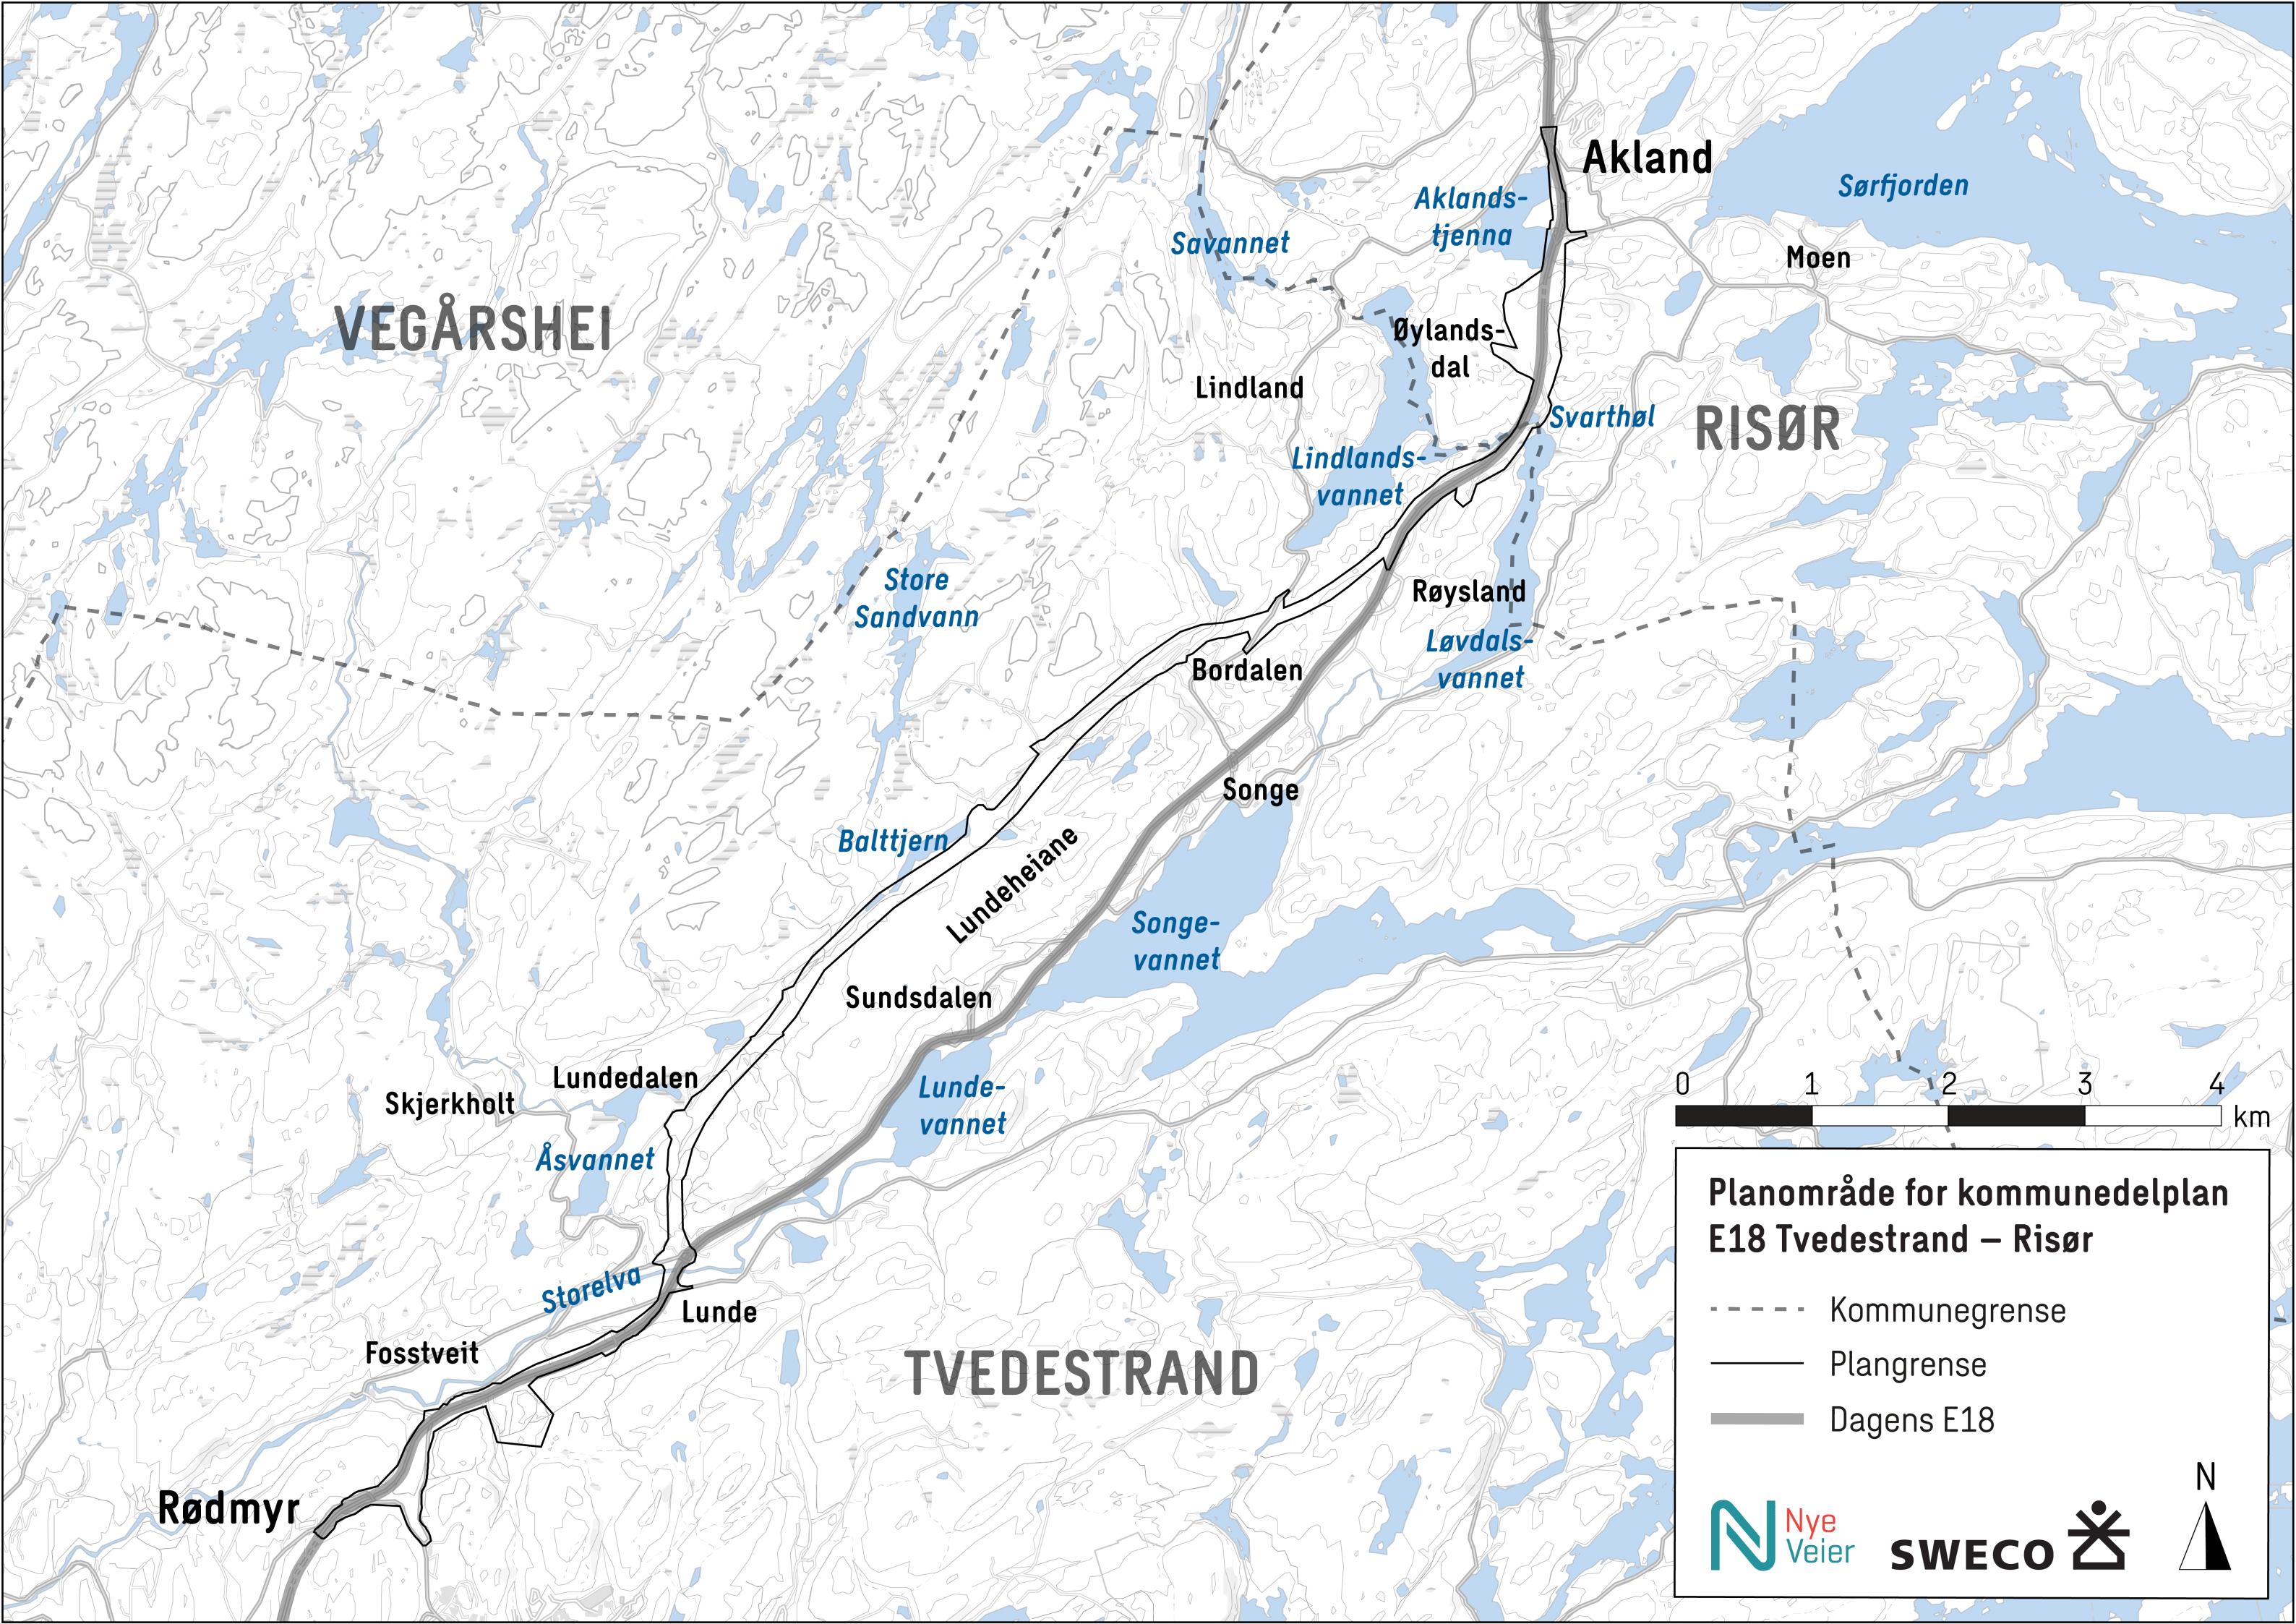 Akland
Sørfjorden
Aklands-
tjenna
Savannet
Moen
VEGÅRSHEI
Øylands-
dal
Lindland
Svarthøl
RISØR
Lindlands-
vannet
Store
Sandvann
Røysland
Løvdals-
vannet
Bordalen
Songe
Balttjern
Lundeheiane
Songe-
vannet
Sundsdalen
Lundedalen
Skjerkholt
Lunde-
vannet
Åsvannet
Storelva
Lunde
Fosstveit
TVEDESTRAND
Rødmyr
0 1 2 3 4
km
Planområde for kommunedelplan
E18 Tvedestrand – Risør
Kommunegrense
Plangrense
Dagens E18
N
Nye
Veier
SWECO